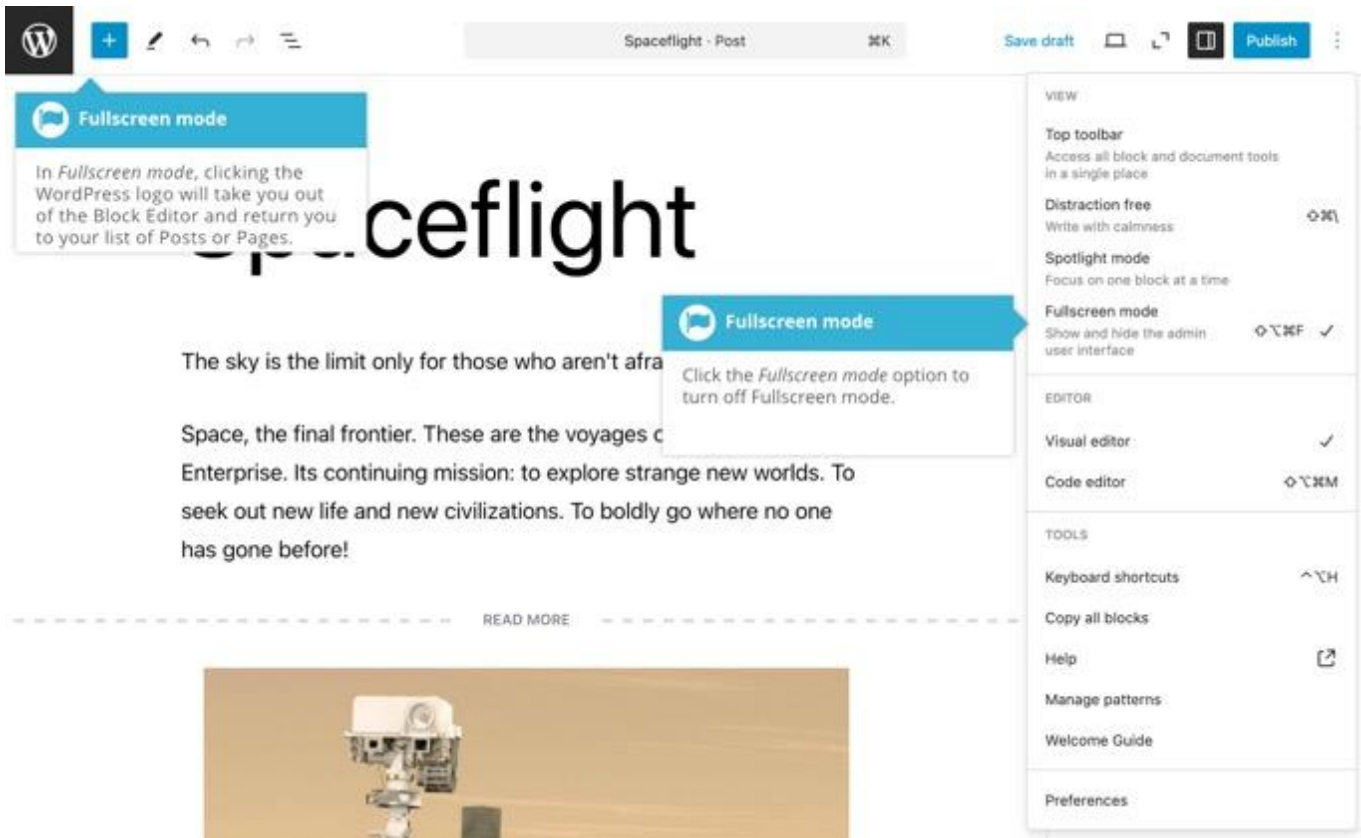 Spaceflight · Post ⌘K
Save draft
Publish
Fullscreen mode
In Fullscreen mode, clicking the
WordPress logo will take you out
of the Block Editor and return you
to your list of Posts or Pages.
ceflight
The sky is the limit only for those who aren't afra
Space, the final frontier. These are the voyages
Enterprise. Its continuing mission: to explore strange new worlds. To
seek out new life and new civilizations. To boldly go where no one
has gone before!
READ MORE
Fullscreen mode
Click the Fullscreen mode option to
turn off Fullscreen mode.
VIEW
Top toolbar
Access all block and document tools
in a single place
Distraction free ⇧⌘\
Write with calmness
Spotlight mode
Focus on one block at a time
Fullscreen mode
Show and hide the admin ⇧⌥⌘F ✓
user interface
EDITOR
Visual editor ✓
Code editor ⇧⌥⌘M
TOOLS
Keyboard shortcuts ^⌥H
Copy all blocks
Help
Manage patterns
Welcome Guide
Preferences